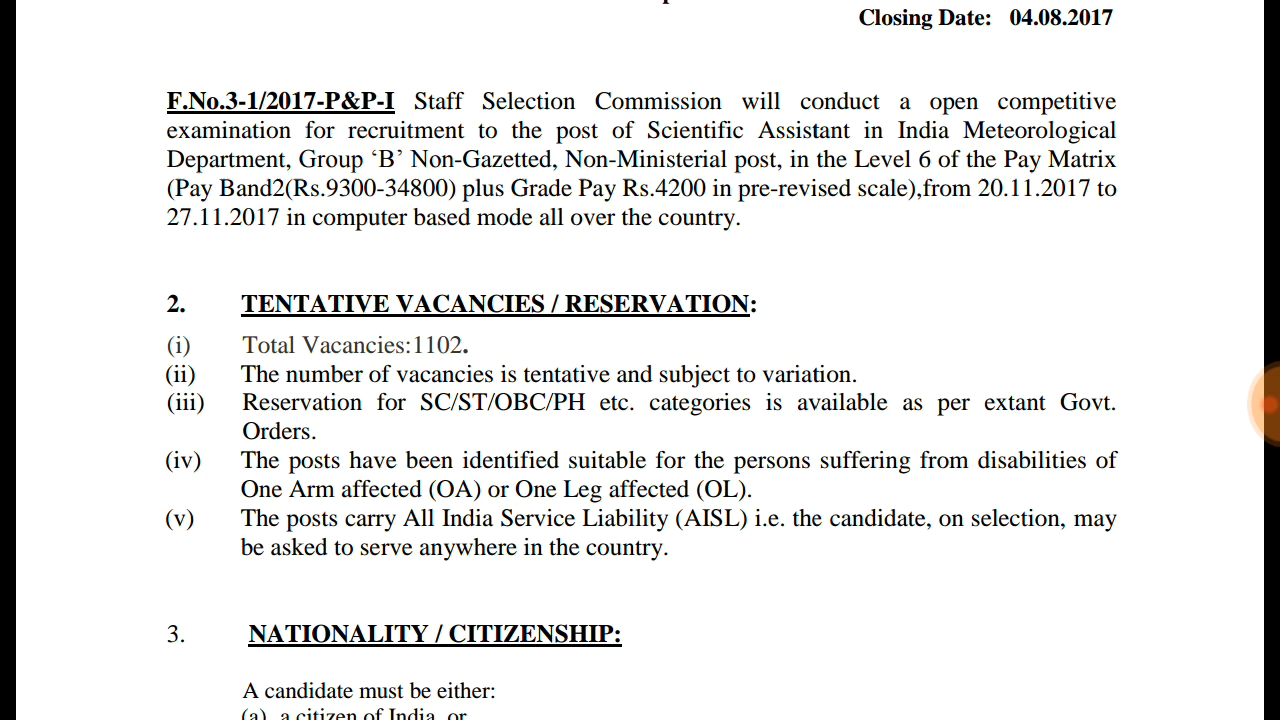 Closing Date: 04.08.2017
F.No.3-1/2017-P&P-I Staff Selection Commission will conduct a open competitive
examination for recruitment to the post of Scientific Assistant in India Meteorological
Department, Group ‘B’ Non-Gazetted, Non-Ministerial post, in the Level 6 of the Pay Matrix
(Pay Band2(Rs.9300-34800) plus Grade Pay Rs.4200 in pre-revised scale),from 20.11.2017 to
27.11.2017 in computer based mode all over the country.
2. TENTATIVE VACANCIES / RESERVATION:
(i) Total Vacancies:1102.
(ii) The number of vacancies is tentative and subject to variation.
(iii) Reservation for SC/ST/OBC/PH etc. categories is available as per extant Govt.
Orders.
(iv) The posts have been identified suitable for the persons suffering from disabilities of
One Arm affected (OA) or One Leg affected (OL).
(v) The posts carry All India Service Liability (AISL) i.e. the candidate, on selection, may
be asked to serve anywhere in the country.
3. NATIONALITY / CITIZENSHIP:
A candidate must be either:
(a) a citizen of India, or